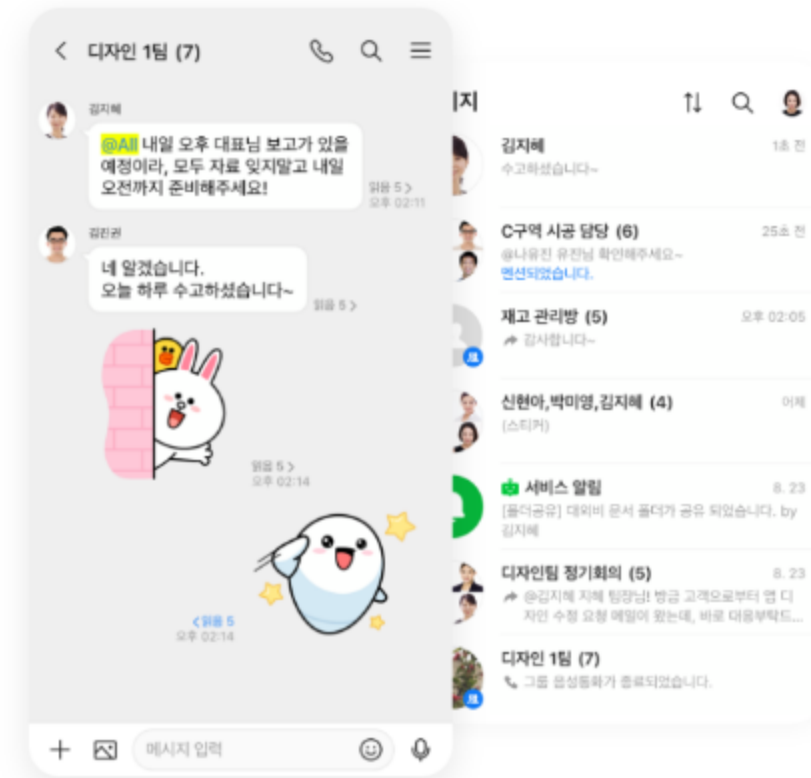 디자인 1팀 (7)
김지혜
@All 내일 오후 대표님 보고가 있을
예정이라, 모두 자료 잊지말고 내일
오전까지 준비해주세요!
읽음 5 >
오후 02:11
김진권
네 알겠습니다.
오늘 하루 수고하셨습니다~
읽음 5 >
읽음 5 >
오후 02:14
<읽음 5
오후 02:14
메시지 입력
지
김지혜
1초 전
수고하셨습니다~
C구역 시공 담당 (6)
25초 전
@나유진 유진님 확인해주세요~
멘션되었습니다.
재고 관리방 (5)
오후 02:05
감사합니다~
신현아,박미영,김지혜 (4)
어제
(스티커)
서비스 알림
8. 23
[폴더공유] 대외비 문서 폴더가 공유 되었습니다. by
김지혜
디자인팀 정기회의 (5)
8. 23
@김지혜 지혜 팀장님! 방금 고객으로부터 앱 디
자인 수정 요청 메일이 왔는데, 바로 대응부탁드...
디자인 1팀 (7)
그룹 음성통화가 종료되었습니다.